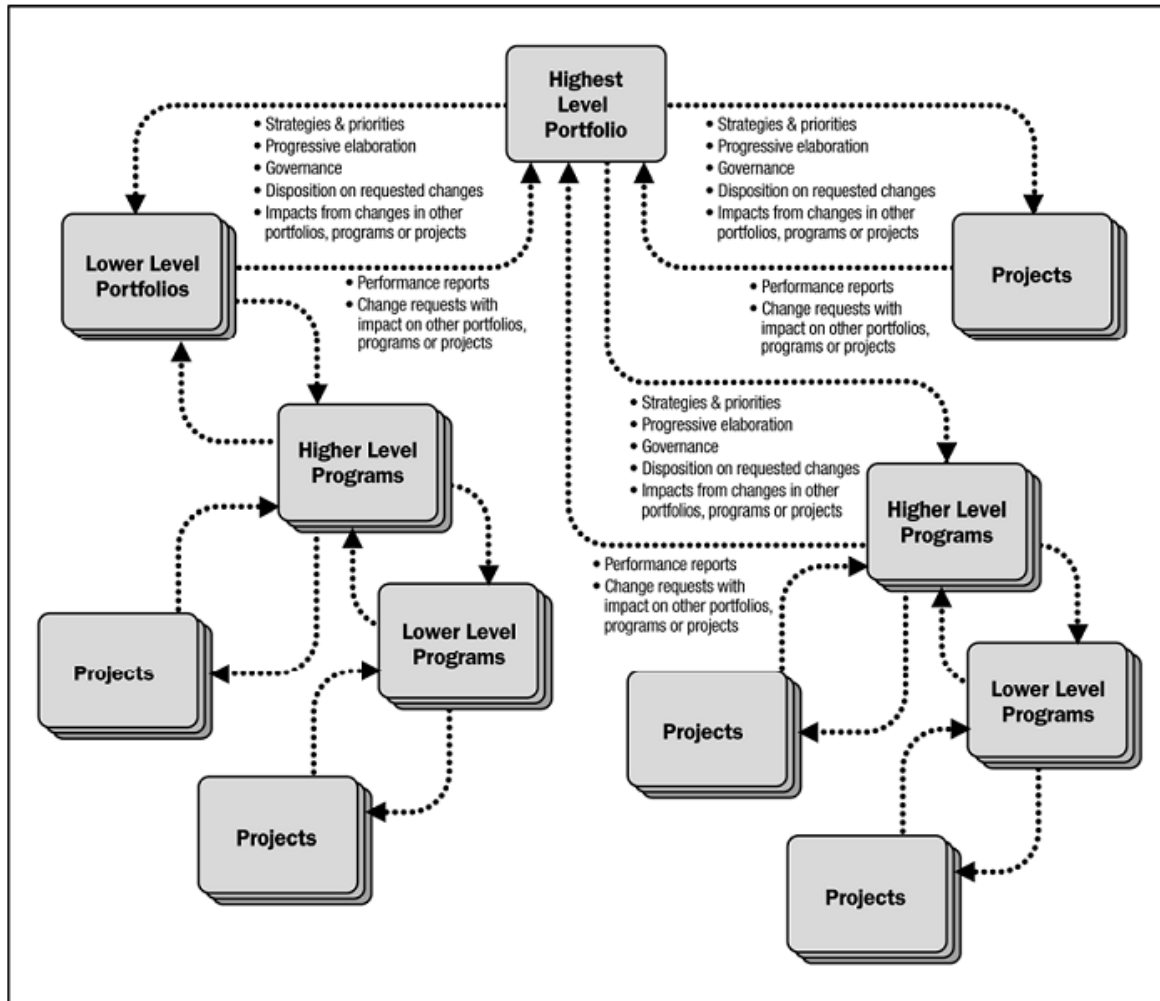 Highest
Level
Portfolio
• Strategies & priorities
• Progressive elaboration
• Governance
• Disposition on requested changes
• Impacts from changes in other
portfolios, programs or projects
• Strategies & priorities
• Progressive elaboration
• Governance
• Disposition on requested changes
• Impacts from changes in other
portfolios, programs or projects
Lower Level
Portfolios
Projects
• Performance reports
• Change requests with
impact on other portfolios,
programs or projects
• Performance reports
• Change requests with
impact on other portfolios,
programs or projects
• Strategies & priorities
• Progressive elaboration
• Governance
• Disposition on requested changes
• Impacts from changes in other
portfolios, programs or projects
Higher Level
Programs
Higher Level
Programs
• Performance reports
• Change requests with
impact on other portfolios,
programs or projects
Lower Level
Programs
Projects
Lower Level
Programs
Projects
Projects
Projects